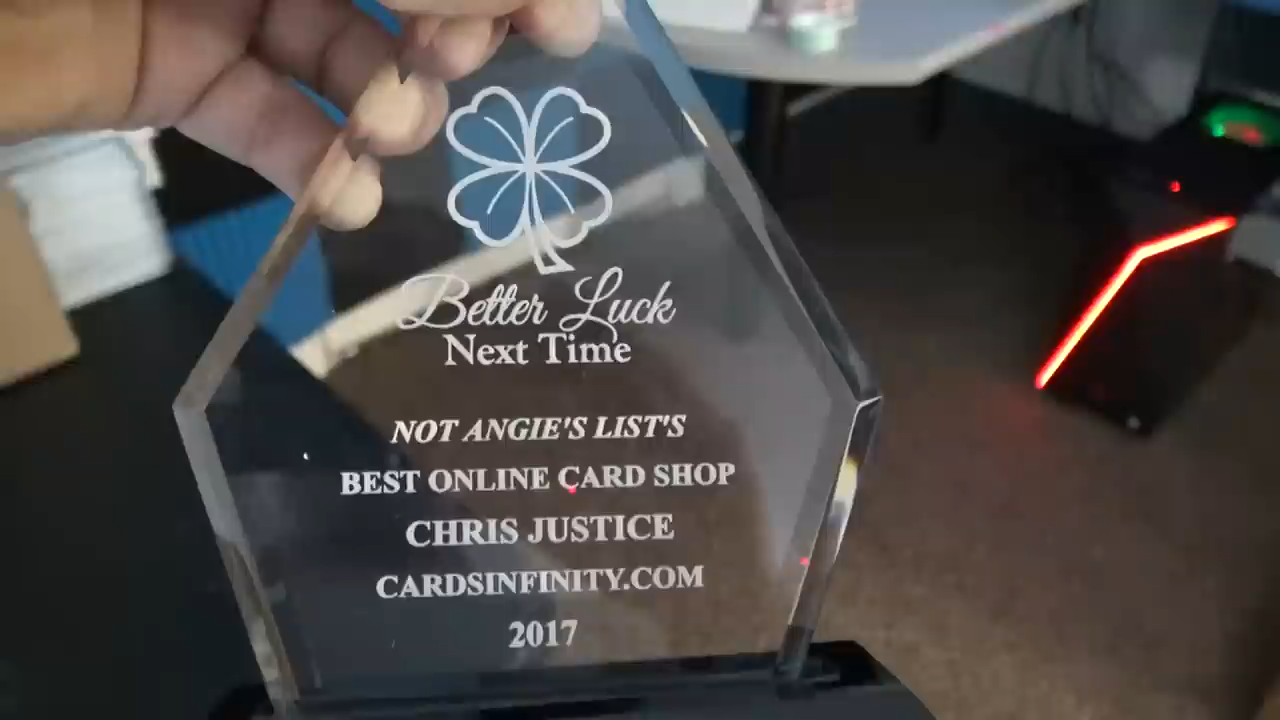 Better Luck
Next Time
NOT ANGIE'S LIST'S
BEST ONLINE CARD SHOP
CHRIS JUSTICE
CARDSINFINITY.COM
2017